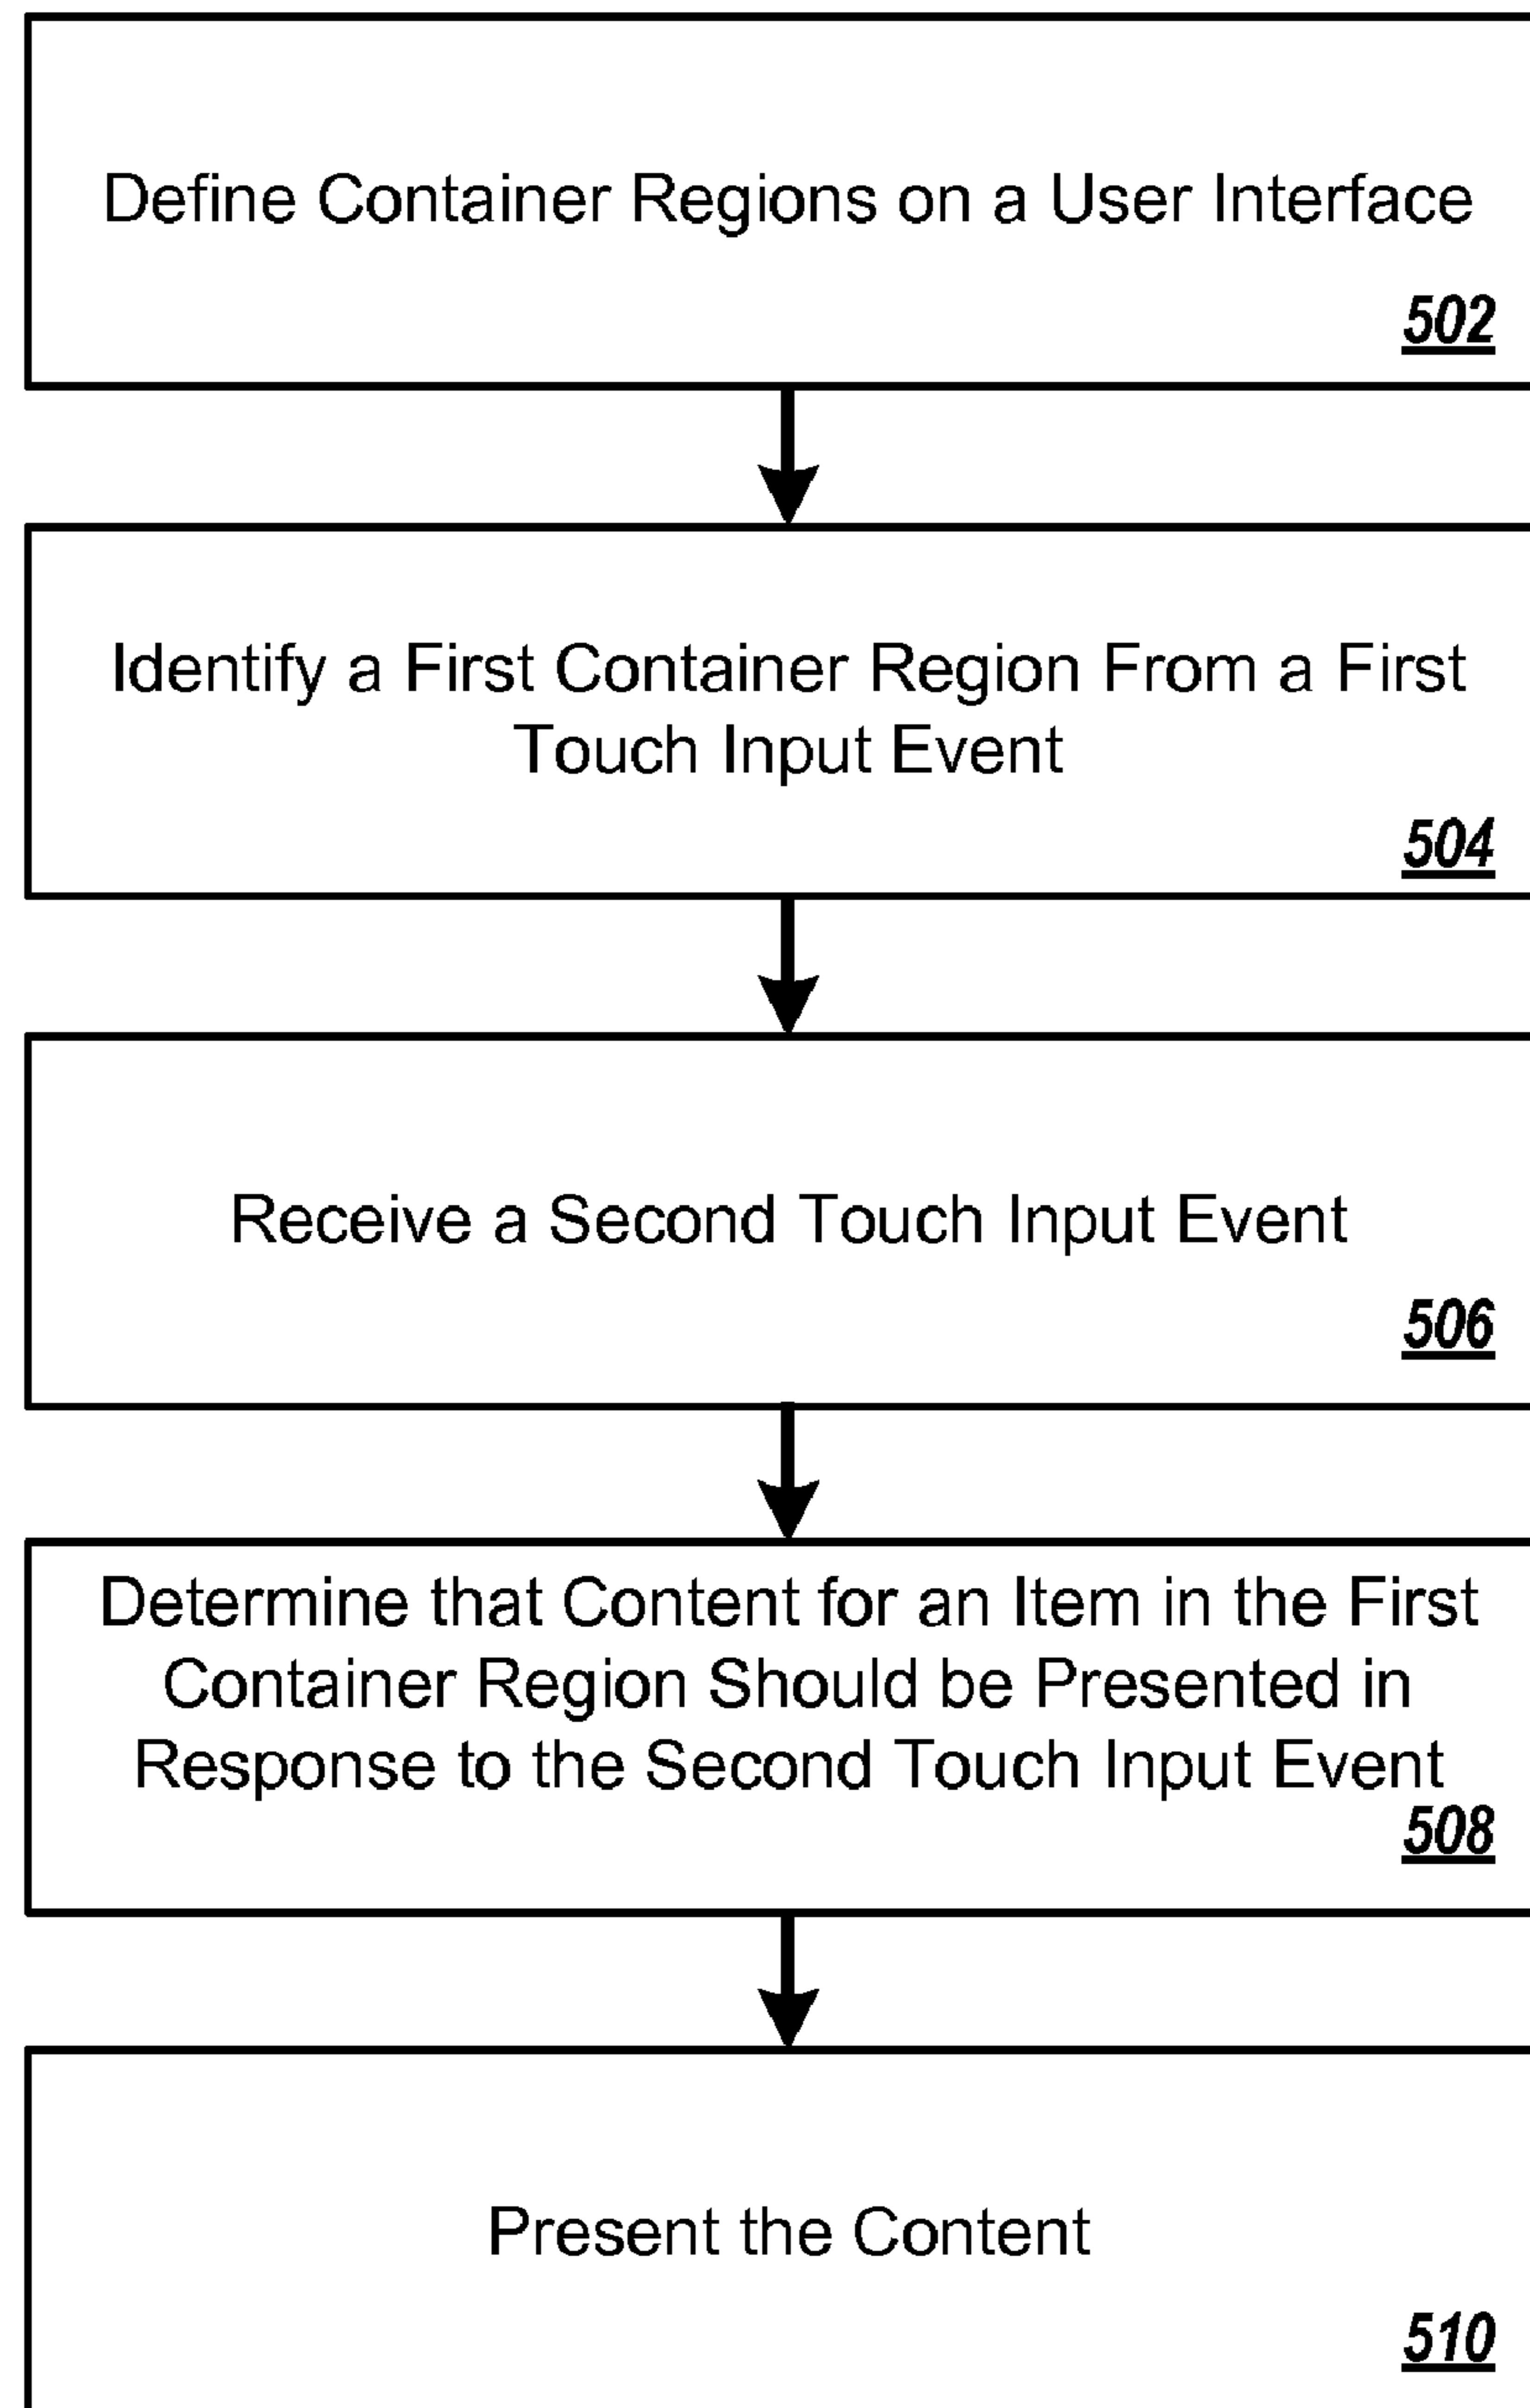 Define Container Regions on a User Interface
502
Identify a First Container Region From a First
Touch Input Event
504
Receive a Second Touch Input Event
506
Determine that Content for an Item in the First
Container Region Should be Presented in
Response to the Second Touch Input Event
508
Present the Content
510